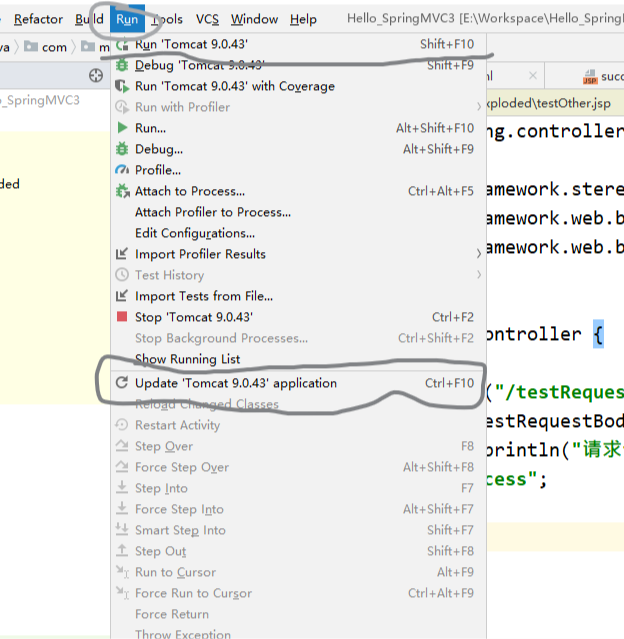 Refactor Build Run Tools VCS Window Help Hello_SpringMVC3 [E:\Workspace\Hello_Spring
va com m
Run 'Tomcat 9.0.43' Shift+F10
Debug 'Tomcat 9.0.43' Shift+F9
succ
_SpringMVC3
Run 'Tomcat 9.0.43' with Coverage
Run with Profiler
xploded\testOther.jsp
Run... Alt+Shift+F10
ng.controller
Debug... Alt+Shift+F9
Profile...
ded
Attach to Process... Ctrl+Alt+F5
amework.stere
Attach Profiler to Process...
amework.web.b
Edit Configurations...
Import Profiler Results
amework.web.b
Test History
Import Tests from File...
Stop 'Tomcat 9.0.43' Ctrl+F2
Stop Background Processes... Ctrl+Shift+F2
ontroller {
Show Running List
Update 'Tomcat 9.0.43' application Ctrl+F10
("/testReques
Reload Changed Classes
Restart Activity
estRequestBod
Step Over F8
println("请求
Force Step Over Alt+Shift+F8
Step Into F7
cess";
Force Step Into Alt+Shift+F7
Smart Step Into Shift+F7
Step Out Shift+F8
Run to Cursor Alt+F9
Force Run to Cursor Ctrl+Alt+F9
Force Return
Throw Exception